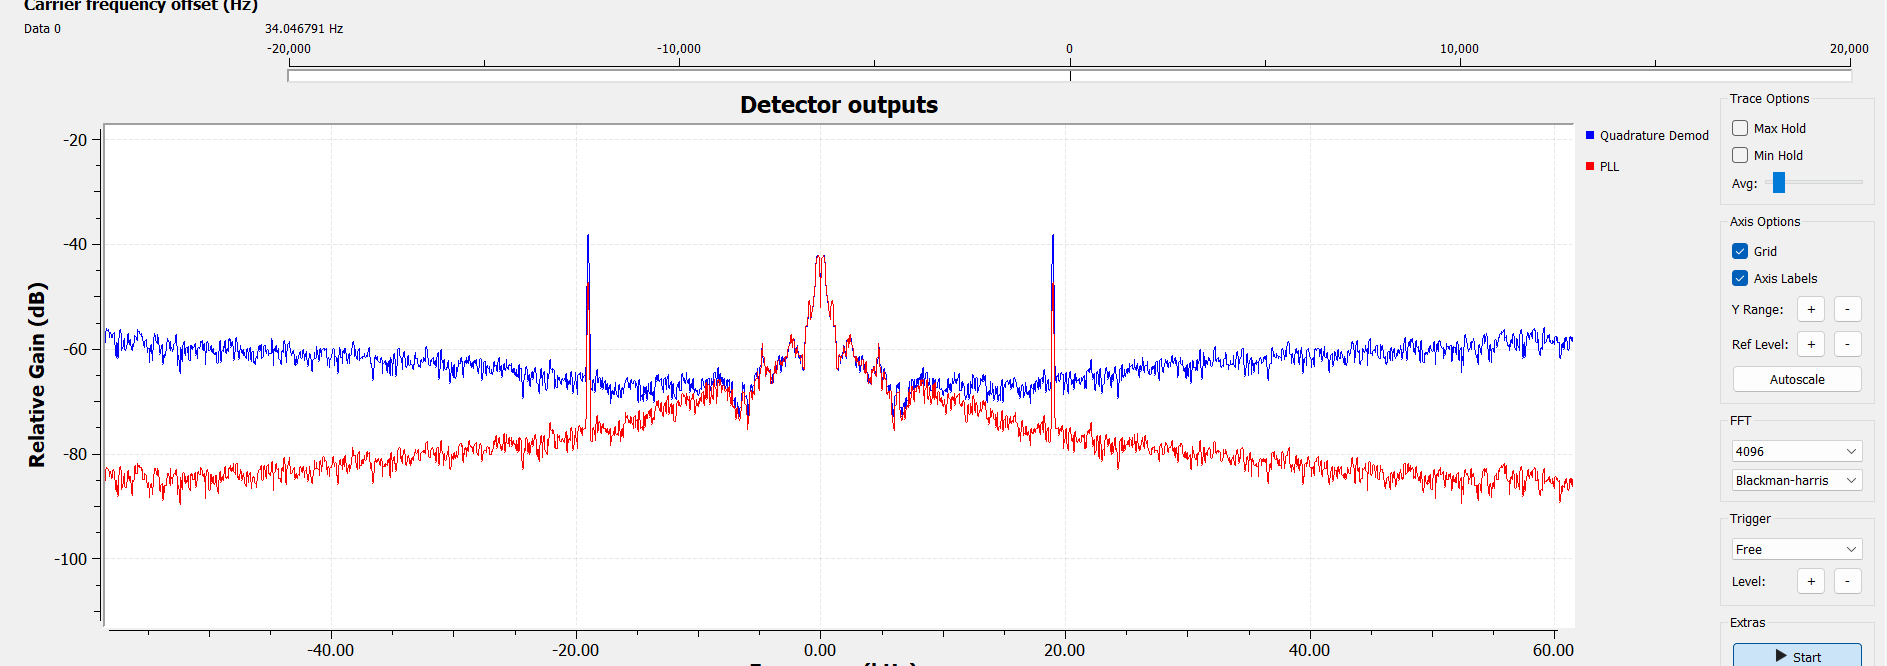 Carrier frequency offset (Hz)
Data 0 34.046791 Hz
-20,000 -10,000 0 10,000 20,000
Detector outputs
Quadrature Demod
PLL
Relative Gain (dB)
-20
-40
-60
-80
-100
-40.00 -20.00 0.00 20.00 40.00 60.00
Trace Options
Max Hold
Min Hold
Avg:
Axis Options
Grid
Axis Labels
Y Range: + -
Ref Level: + -
Autoscale
FFT
4096
Blackman-harris
Trigger
Free
Level: + -
Extras
Start